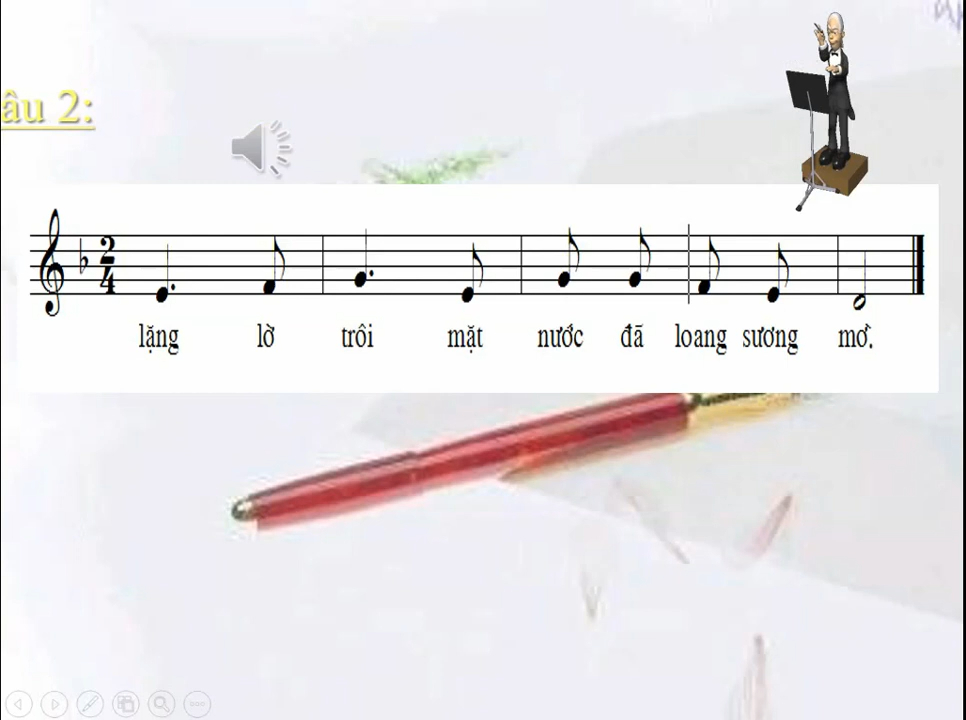 âu 2:
2
4
lặng lờ trôi mặt nước đã loang sương mơ.